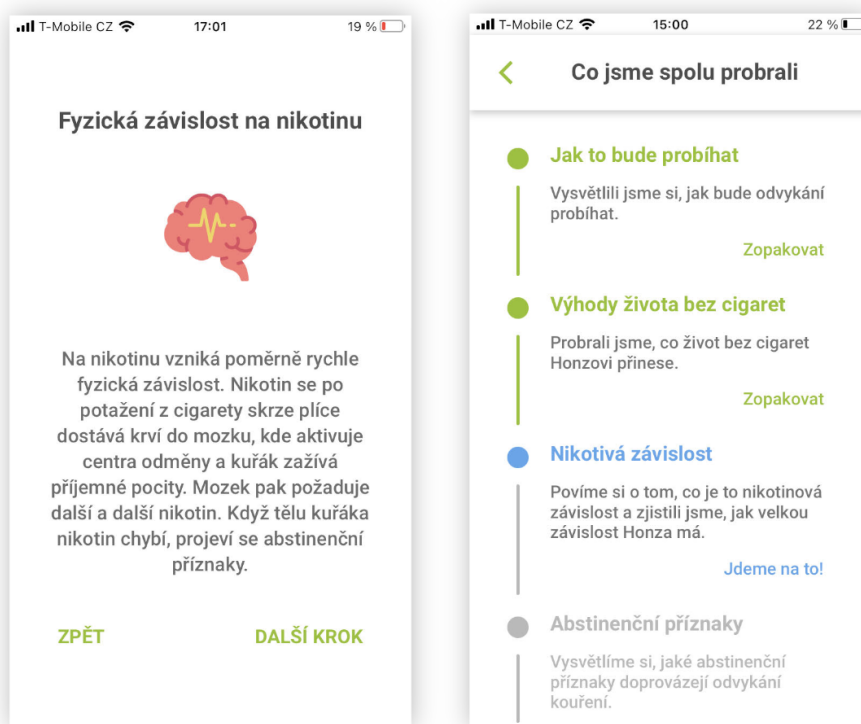 T-Mobile CZ 17:01 19 %
Fyzická závislost na nikotinu
Na nikotinu vzniká poměrně rychle
fyzická závislost. Nikotin se po
potažení z cigarety skrze plíce
dostává krví do mozku, kde aktivuje
centra odměny a kuřák zažívá
příjemné pocity. Mozek pak požaduje
další a další nikotin. Když tělu kuřáka
nikotin chybí, projeví se abstinenční
příznaky.
ZPĚT DALŠÍ KROK
T-Mobile CZ 15:00 22 %
Co jsme spolu probrali
Jak to bude probíhat
Vysvětlili jsme si, jak bude odvykání
probíhat.
Zopakovat
Výhody života bez cigaret
Probrali jsme, co život bez cigaret
Honzovi přinese.
Zopakovat
Nikotivá závislost
Povíme si o tom, co je to nikotinová
závislost a zjistili jsme, jak velkou
závislost Honza má.
Jdeme na to!
Abstinenční příznaky
Vysvětlíme si, jaké abstinenční
příznaky doprovázejí odvykání
kouření.